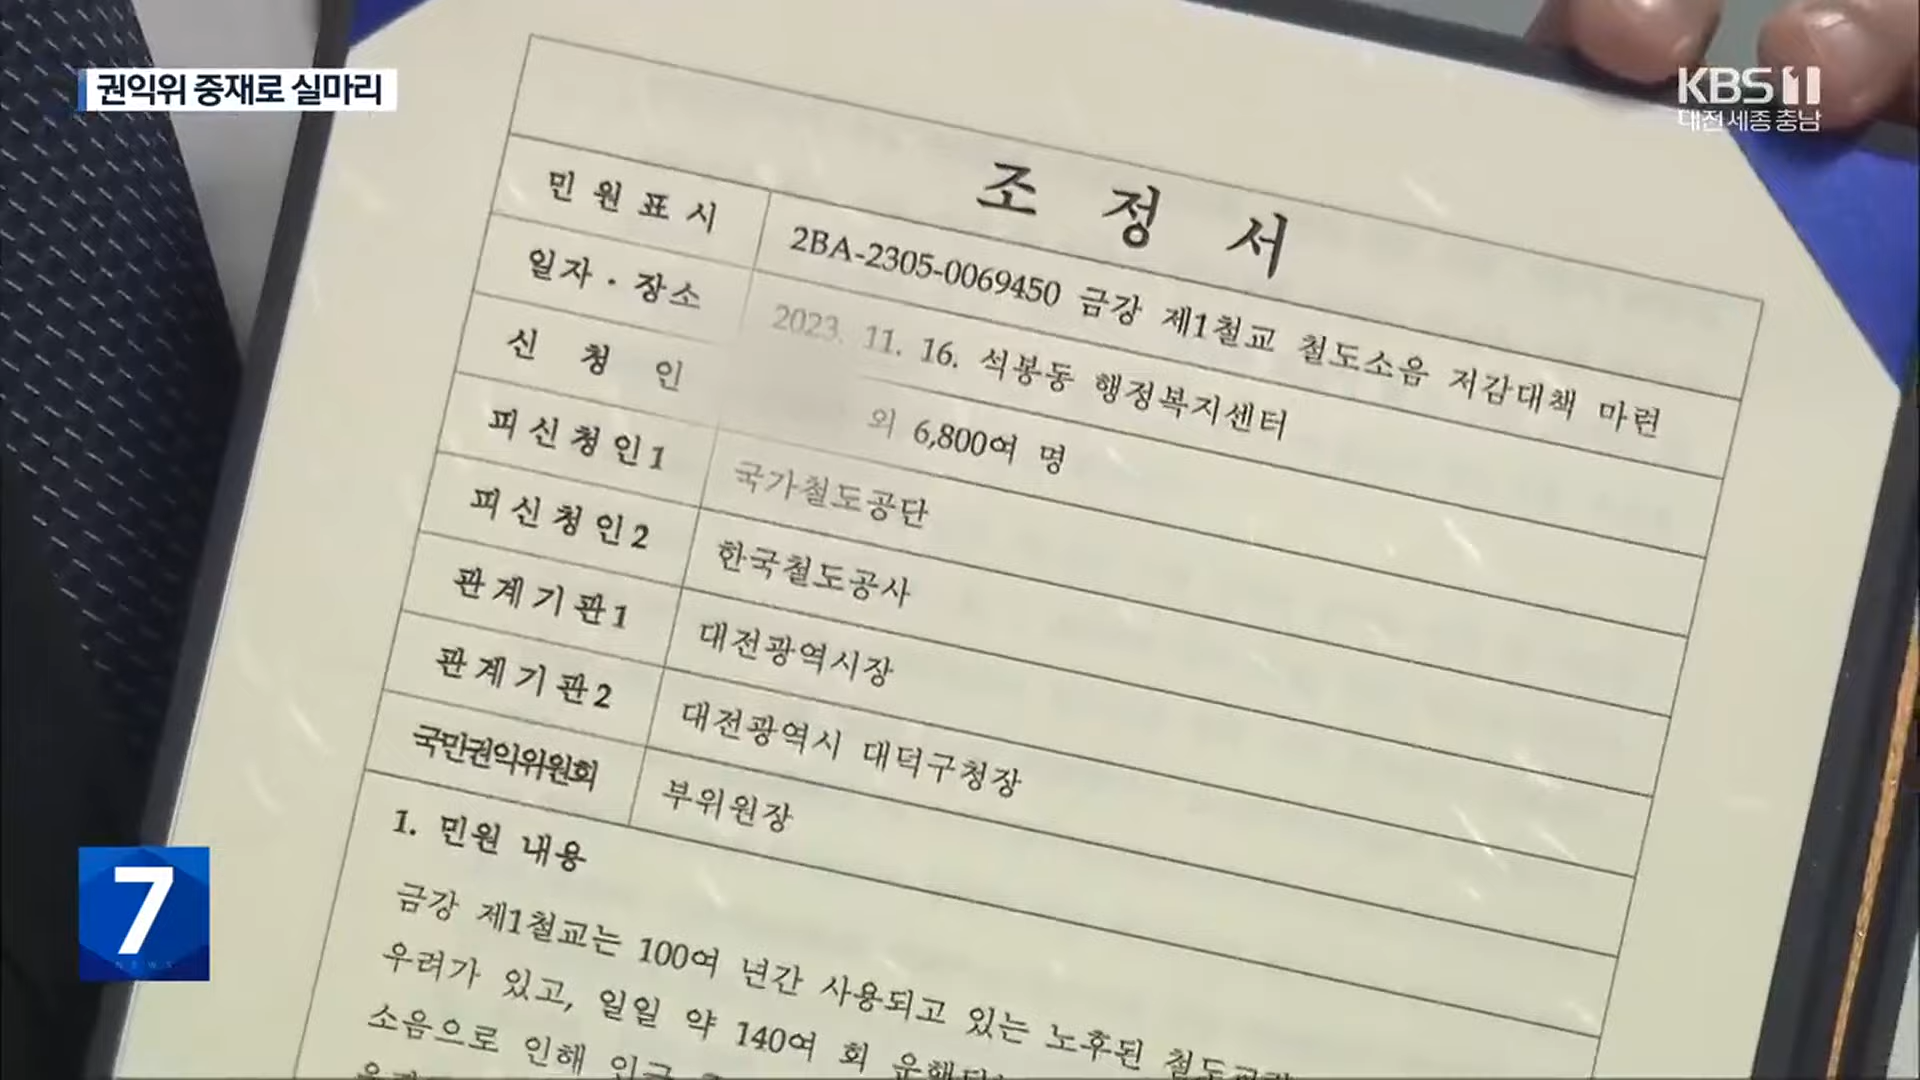 권익위 중재로 실마리
KBS 1
대전 세종 충남
조 정 서
민 원 표 시 2BA-2305-0069450 금강 제1철교 철도소음 저감대책 마련
일자 · 장소 2023. 11. 16. 석봉동 행정복지센터
신 청 인 외 6,800여 명
피신청인1 국가철도공단
피신청인2 한국철도공사
관계기관1 대전광역시장
관계기관2 대전광역시 대덕구청장
국민권익위원회 부위원장
1. 민원 내용
금강 제1철교는 100여 년간 사용되고 있는 노후된
우려가 있고, 일일 약 140여 회
소음으로 인해 인근
7
NEWS